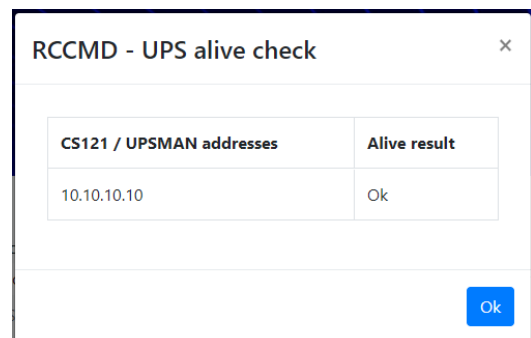 RCCMD - UPS alive check
×
CS121 / UPSMAN addresses Alive result
10.10.10.10 Ok
Ok